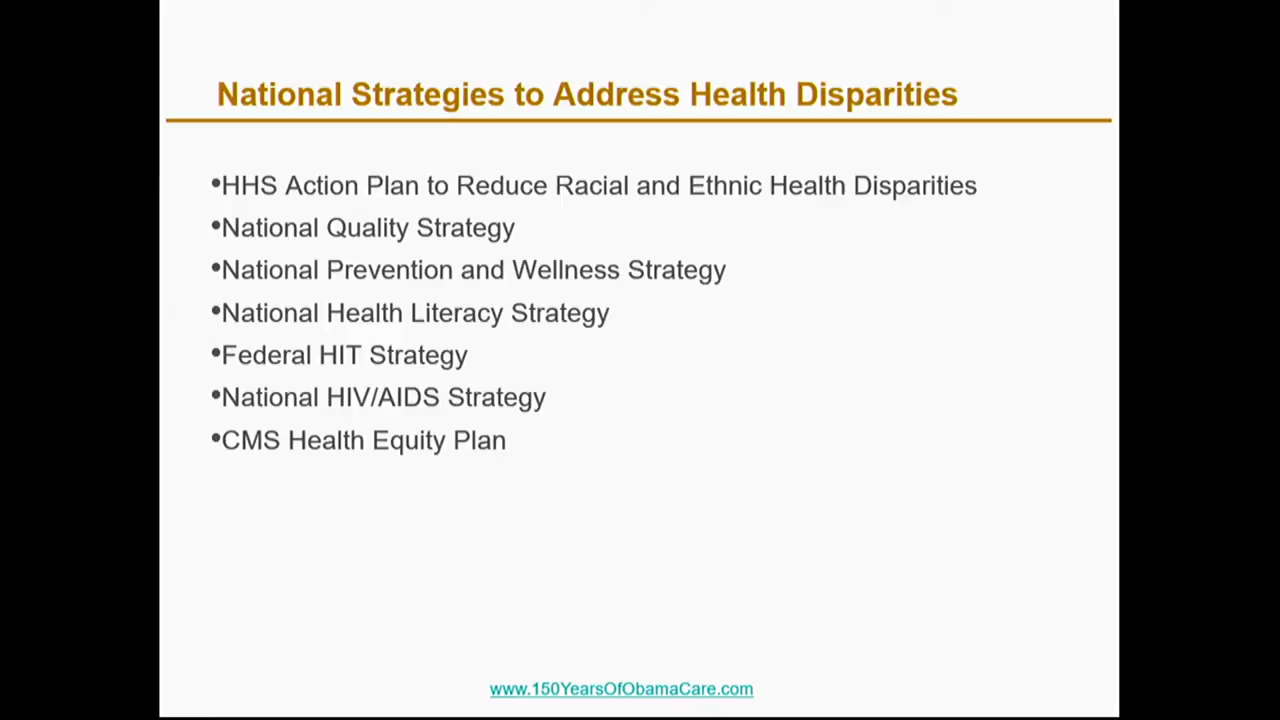 National Strategies to Address Health Disparities
•HHS Action Plan to Reduce Racial and Ethnic Health Disparities
•National Quality Strategy
•National Prevention and Wellness Strategy
•National Health Literacy Strategy
•Federal HIT Strategy
•National HIV/AIDS Strategy
•CMS Health Equity Plan
www.150YearsOfObamaCare.com